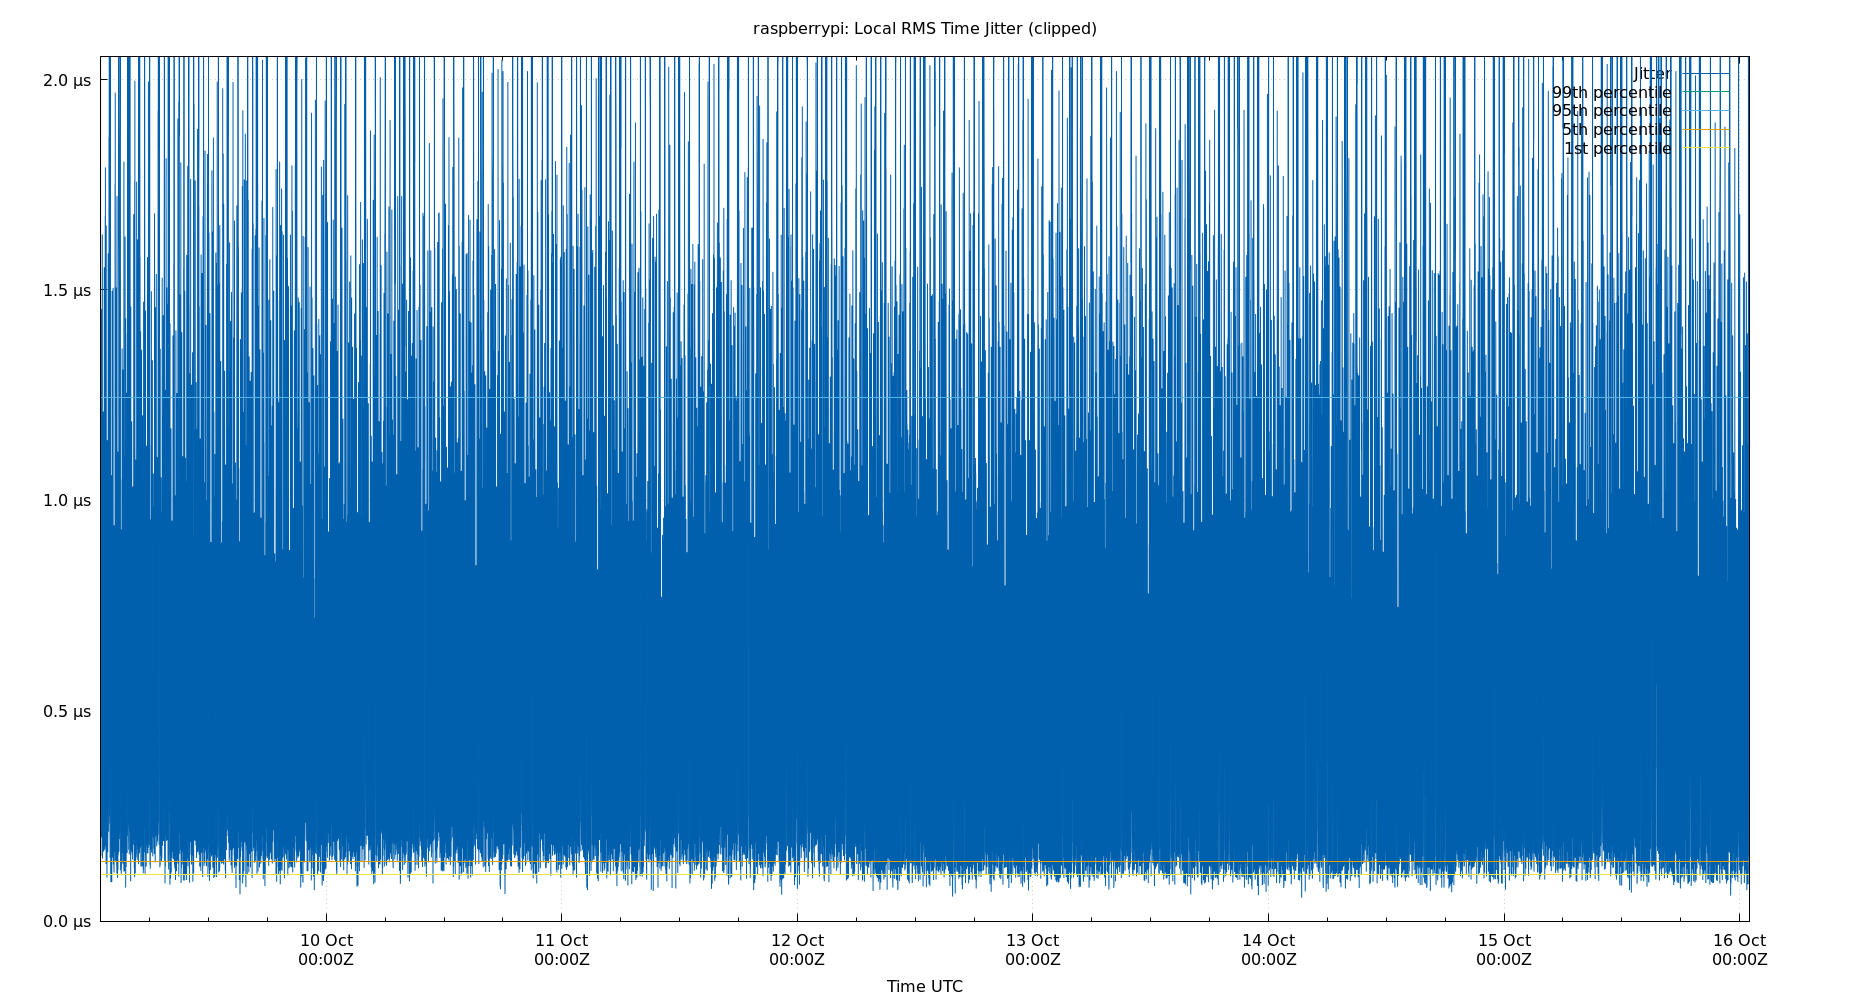 raspberrypi: Local RMS Time Jitter (clipped)
2.0 µs
1.5 µs
1.0 µs
0.5 µs
0.0 µs
Jitter
99th percentile
95th percentile
5th percentile
1st percentile
10 Oct 11 Oct 12 Oct 13 Oct 14 Oct 15 Oct 16 Oct
00:00Z 00:00Z 00:00Z 00:00Z 00:00Z 00:00Z 00:00Z
Time UTC